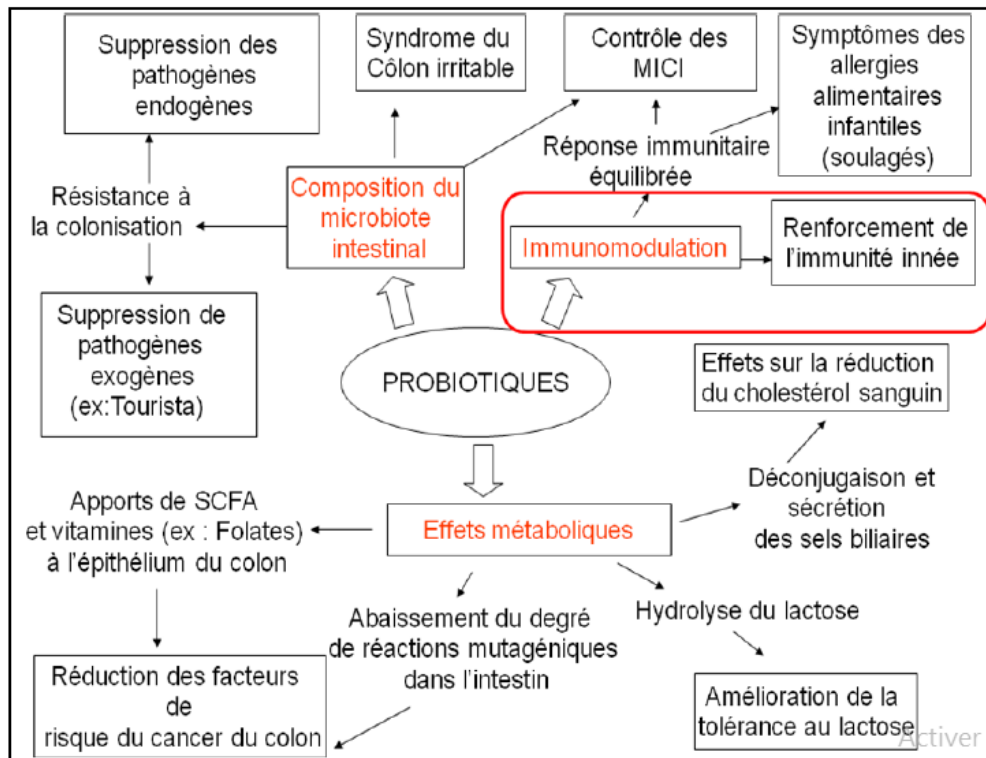 Suppression des
pathogènes
endogènes
Syndrome du
Côlon irritable
Contrôle des
MICI
Symptômes des
allergies
alimentaires
infantiles
(soulagés)
Réponse immunitaire
équilibrée
Résistance à
la colonisation
Composition du
microbiote
intestinal
Immunomodulation
Renforcement de
l'immunité innée
Suppression de
pathogènes
exogènes
(ex:Tourista)
PROBIOTIQUES
Effets sur la réduction
du cholestérol sanguin
Déconjugaison et
sécrétion
des sels biliaires
Apports de SCFA
et vitamines (ex : Folates)
à l'épithélium du colon
Effets métaboliques
Hydrolyse du lactose
Abaissement du degré
de réactions mutagéniques
dans l'intestin
Réduction des facteurs
de
risque du cancer du colon
Amélioration de la
tolérance au lactose
Activer